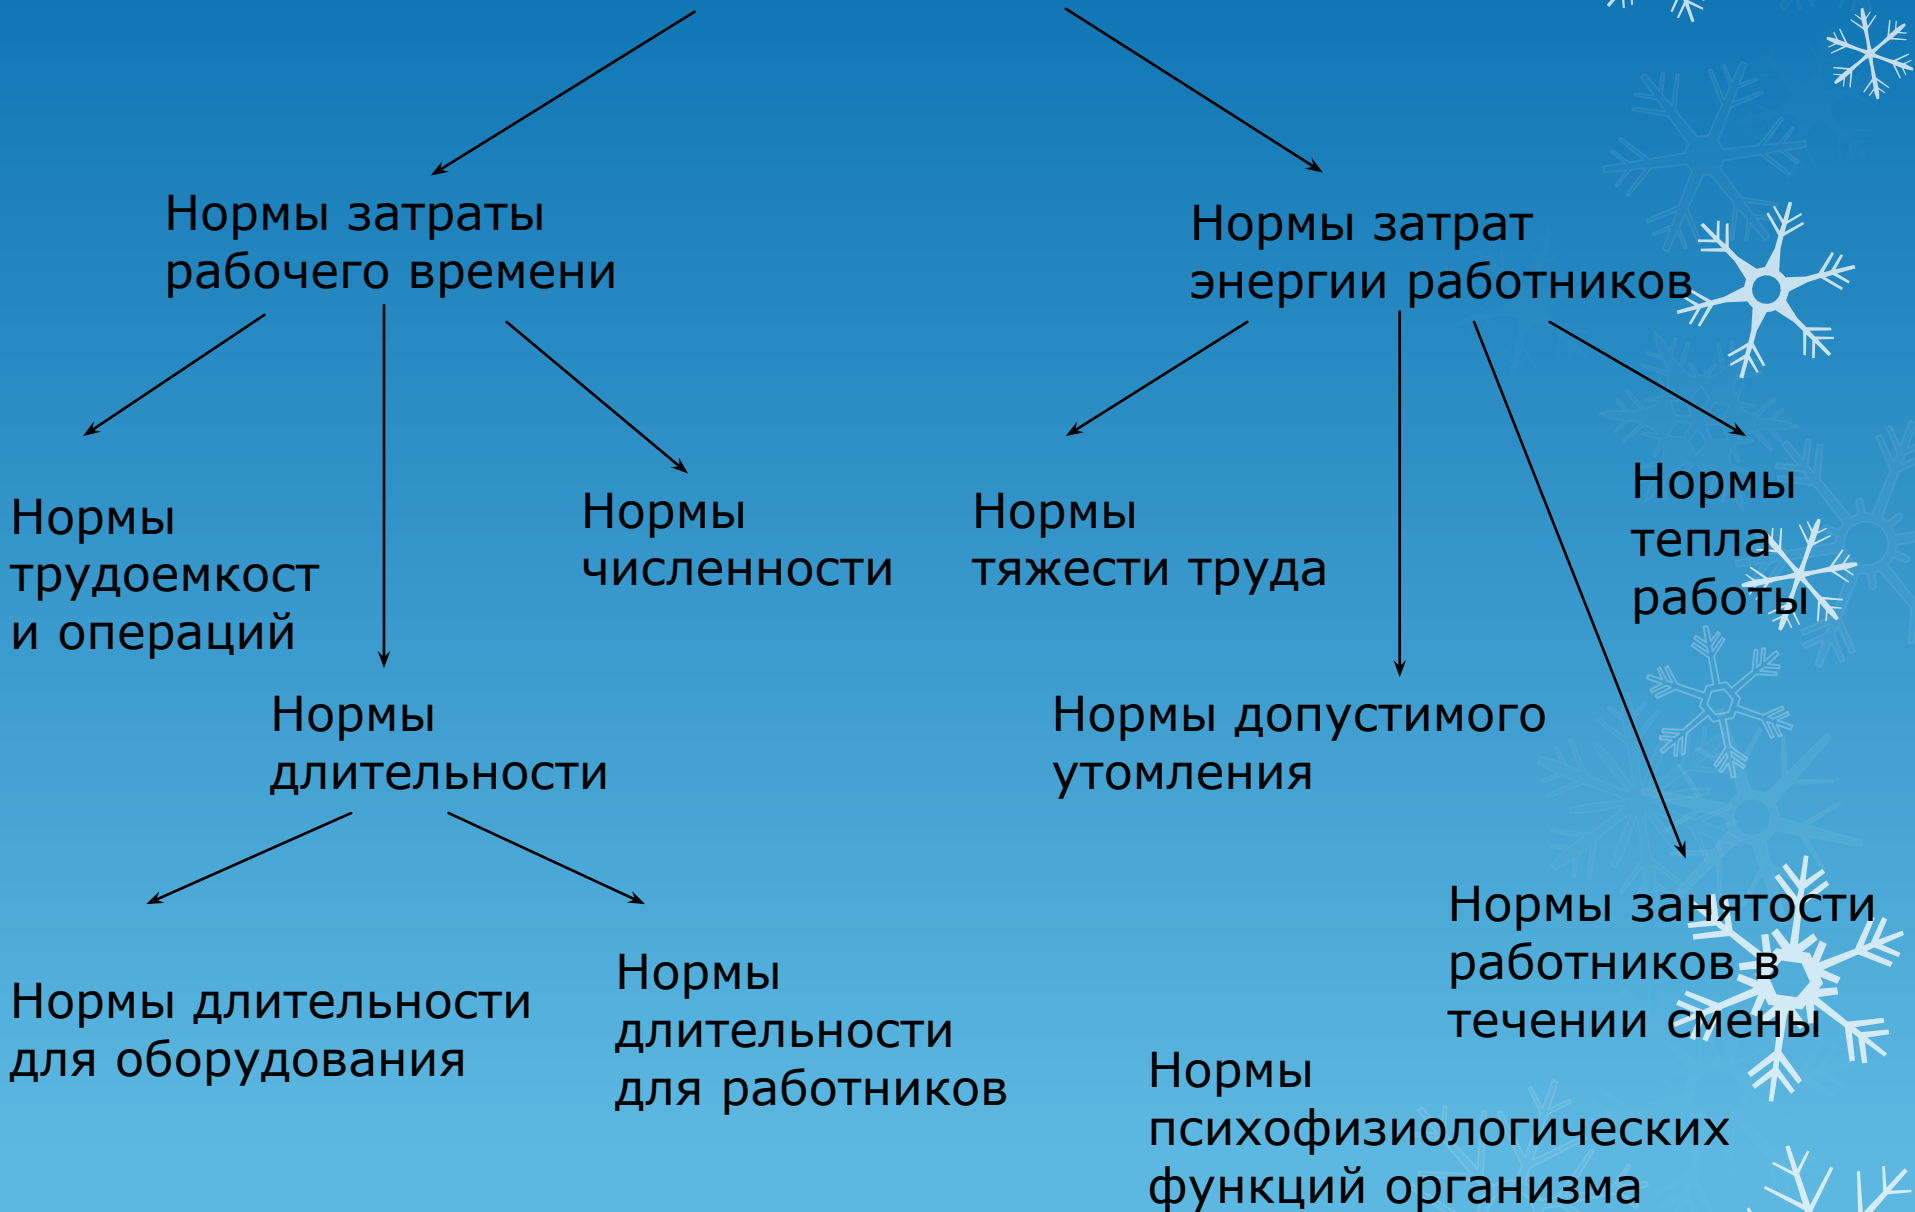 Нормы затраты
рабочего времени
Нормы затрат
энергии работников
Нормы
трудоемкост
и операций
Нормы
численности
Нормы
тяжести труда
Нормы
тепла
работы
Нормы
длительности
Нормы допустимого
утомления
Нормы длительности
для оборудования
Нормы
длительности
для работников
Нормы занятости
работников в
течении смены
Нормы
психофизиологических
функций организма